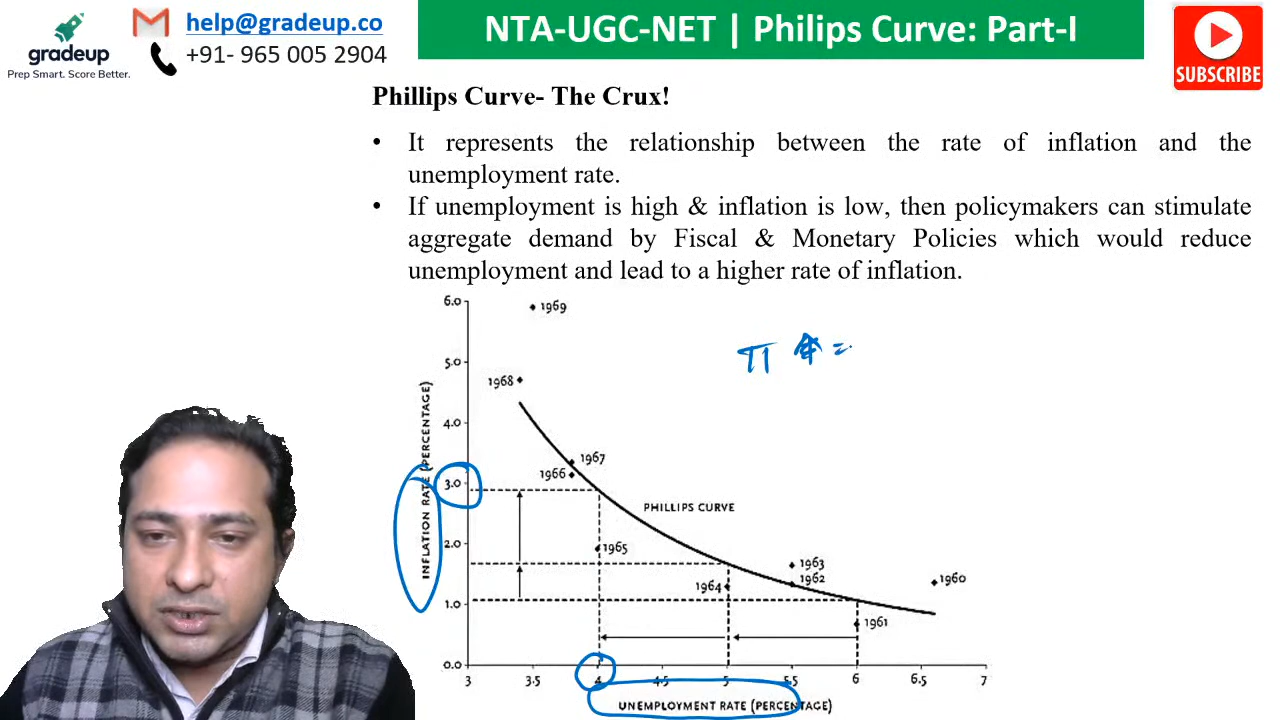 gradeup
Prep Smart. Score Better.
help@gradeup.co
+91- 965 005 2904
NTA-UGC-NET | Philips Curve: Part-I
SUBSCRIBE
Phillips Curve- The Crux!
• It represents the relationship between the rate of inflation and the
unemployment rate.
• If unemployment is high & inflation is low, then policymakers can stimulate
aggregate demand by Fiscal & Monetary Policies which would reduce
unemployment and lead to a higher rate of inflation.
6.0
1969
5.0
1968
4.0
1967
1966
3.0
PHILLIPS CURVE
2.0
1965
1963
1962
1964
1960
1.0
1961
0.0
INFLATION RATE (PERCENTAGE)
3 3.5 4 4.5 5 5.5 6 6.5 7
UNEMPLOYMENT RATE (PERCENTAGE)